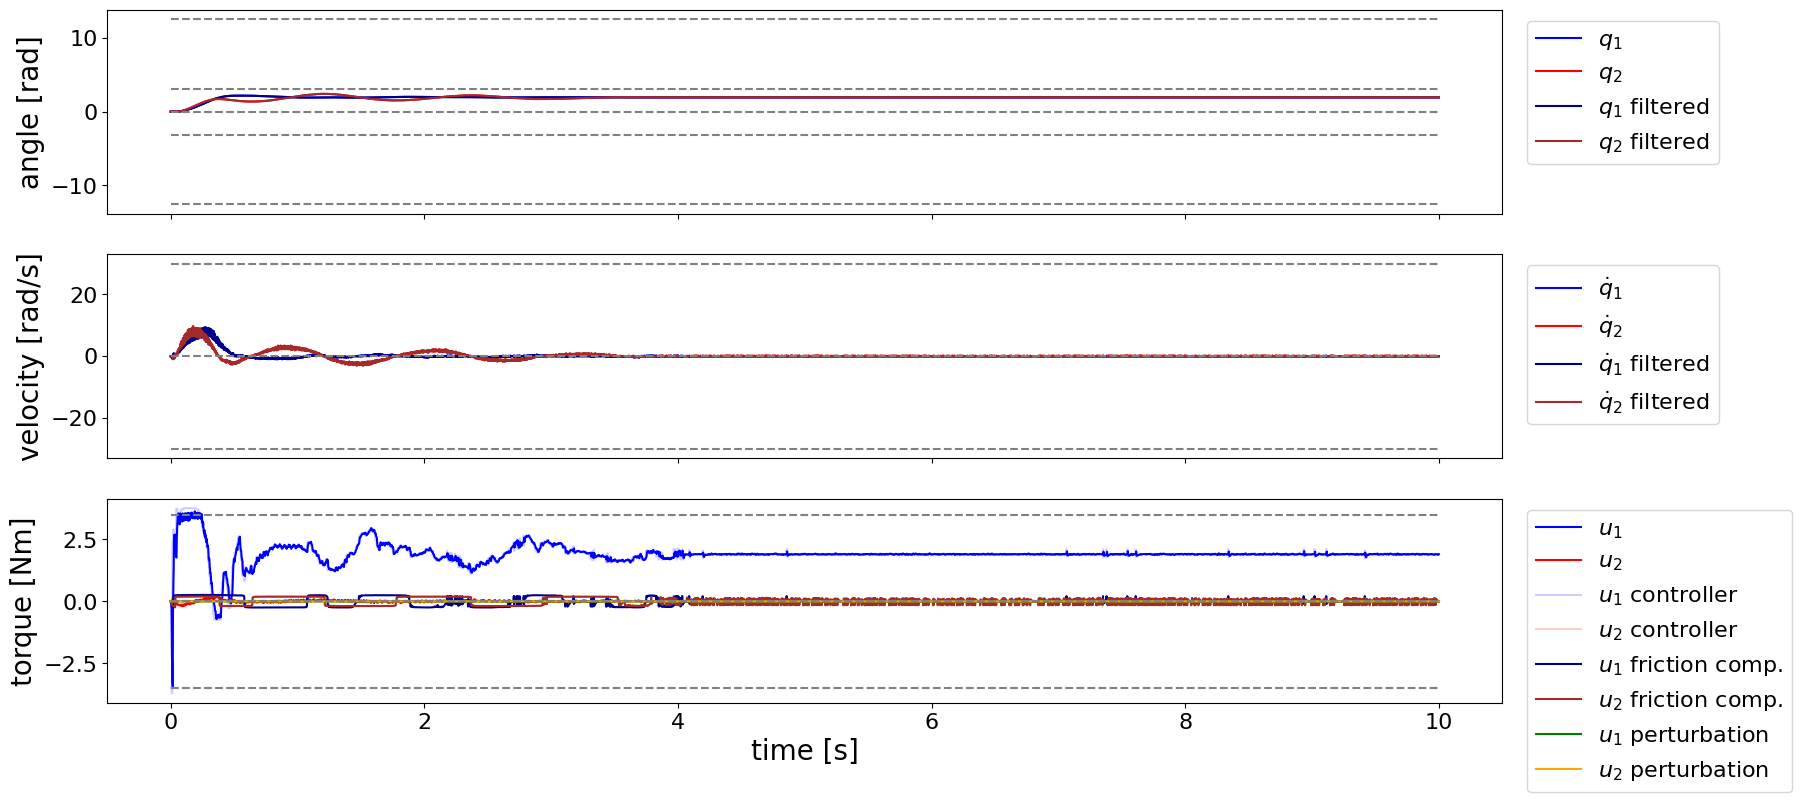 angle [rad]
10
0
−10
q₁
q₂
q₁ filtered
q₂ filtered
velocity [rad/s]
20
0
−20
q̇₁
q̇₂
q̇₁ filtered
q̇₂ filtered
torque [Nm]
2.5
0.0
−2.5
0 2 4 6 8 10
time [s]
u₁
u₂
u₁ controller
u₂ controller
u₁ friction comp.
u₂ friction comp.
u₁ perturbation
u₂ perturbation